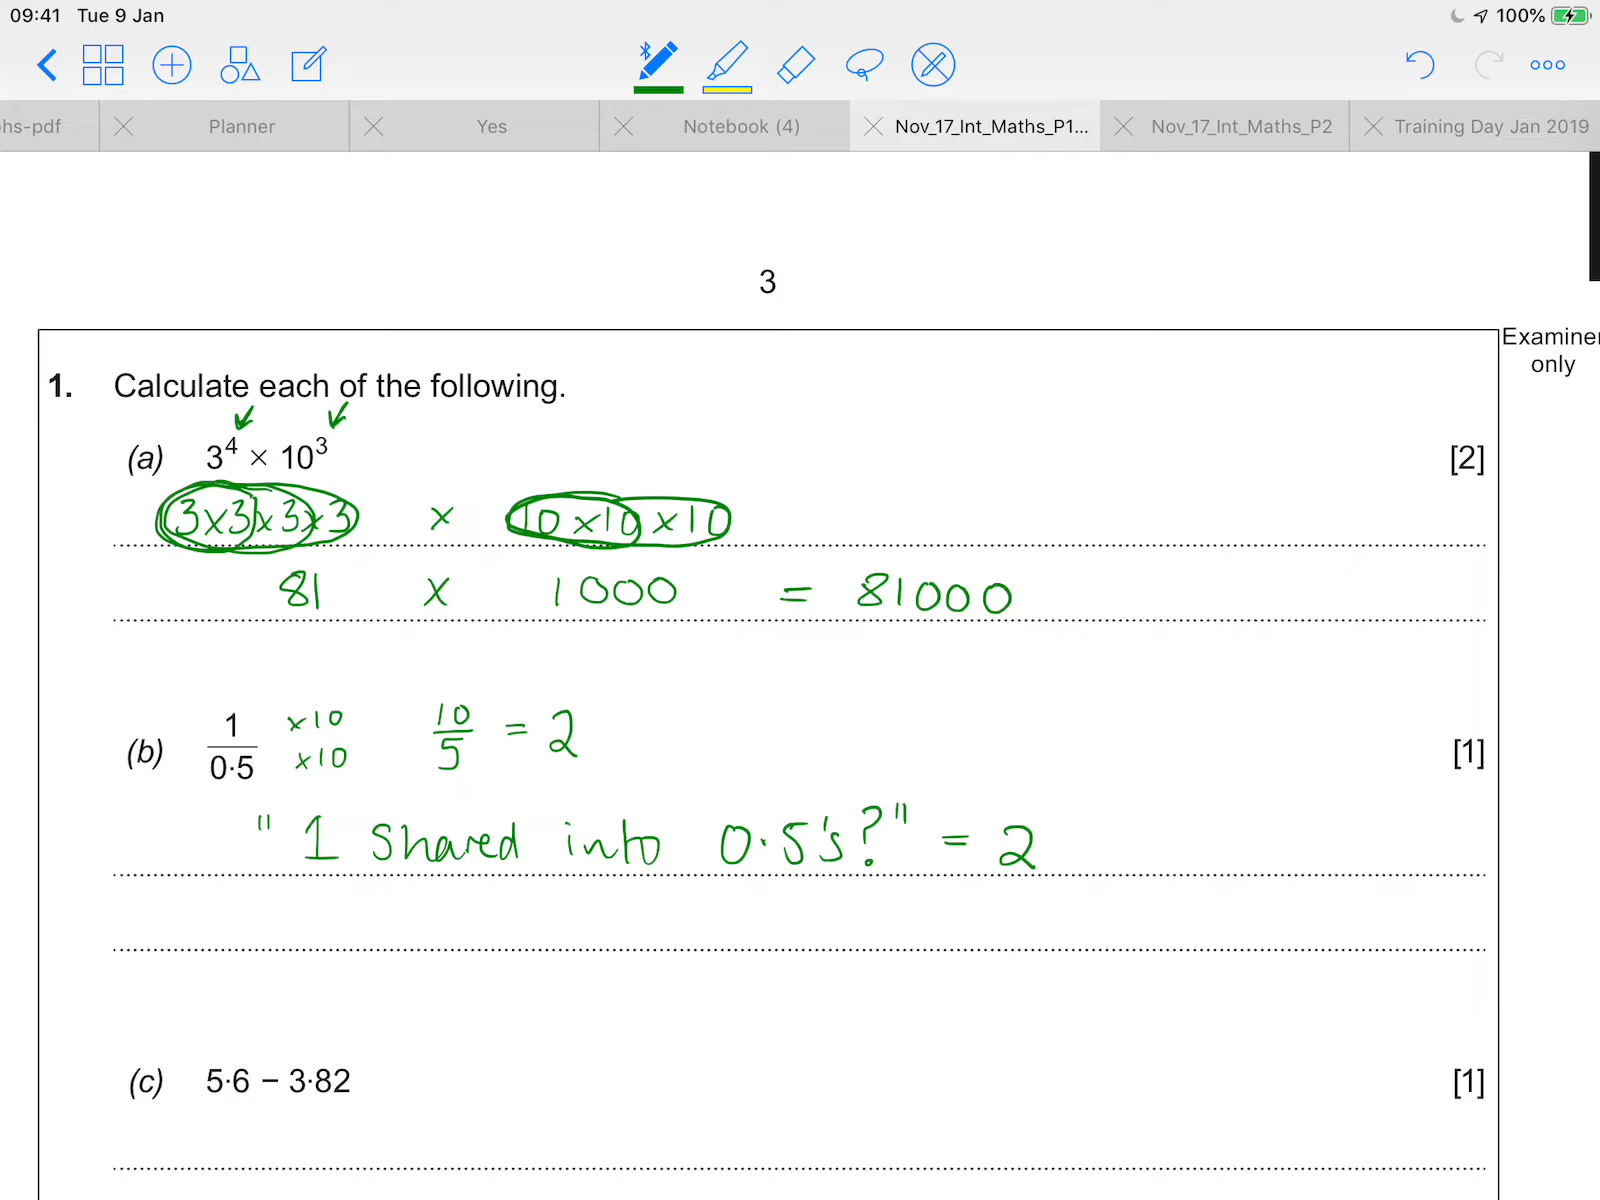 09:41 Tue 9 Jan 100%
hs-pdf Planner Yes Notebook (4) Nov_17_Int_Maths_P1... Nov_17_Int_Maths_P2 Training Day Jan 2019
3
Examiner
only
1. Calculate each of the following.
(a) 3⁴ × 10³ [2]
3×3×3×3 × 10×10×10
81 × 1000 = 81000
(b) 1/0·5 ×10 ×10 10/5 = 2 [1]
" 1 shared into 0.5's?" = 2
(c) 5·6 – 3·82 [1]